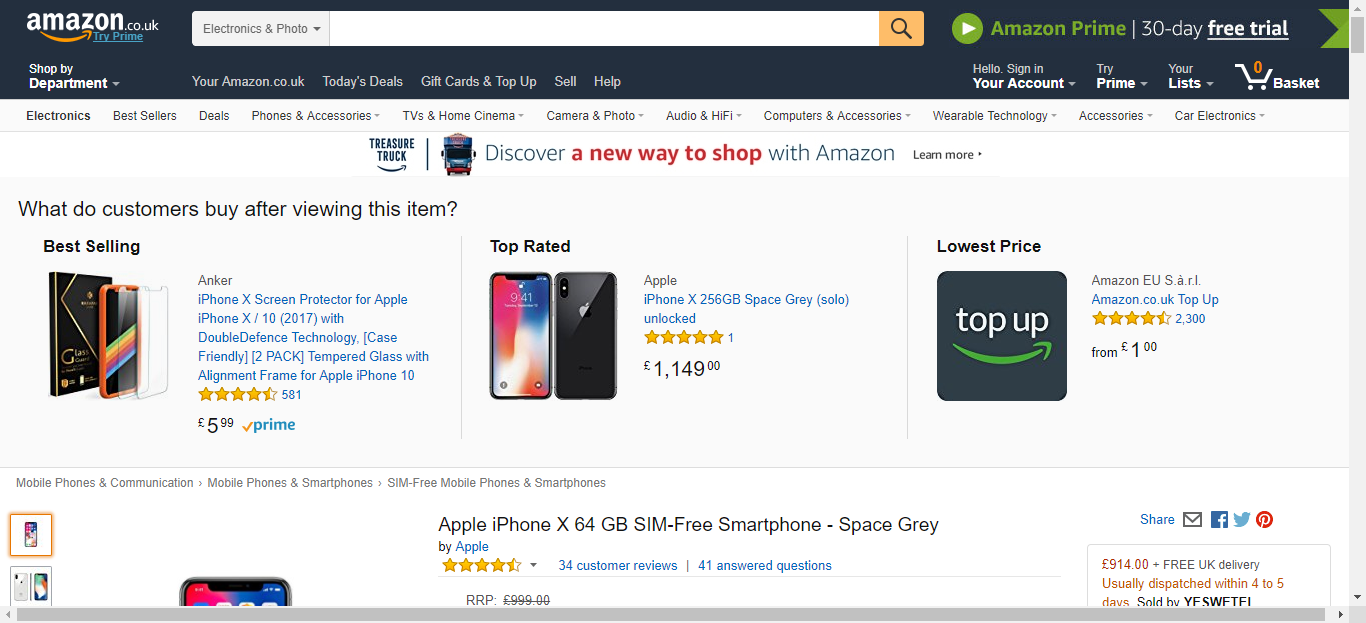 amazon.co.uk
Try Prime
Electronics & Photo
Amazon Prime | 30-day free trial
Shop by
Department
Your Amazon.co.uk Today's Deals Gift Cards & Top Up Sell Help
Hello. Sign in
Your Account
Try
Prime
Your
Lists
0
Basket
Electronics Best Sellers Deals Phones & Accessories TVs & Home Cinema Camera & Photo Audio & HiFi Computers & Accessories Wearable Technology Accessories Car Electronics
TREASURE
TRUCK
Discover a new way to shop with Amazon Learn more
What do customers buy after viewing this item?
Best Selling
Glass
Anker
iPhone X Screen Protector for Apple
iPhone X / 10 (2017) with
DoubleDefence Technology, [Case
Friendly] [2 PACK] Tempered Glass with
Alignment Frame for Apple iPhone 10
581
£5 99 prime
Top Rated
9:41
Apple
iPhone X 256GB Space Grey (solo)
unlocked
1
£1,149 00
Lowest Price
top up
Amazon EU S.à.r.l.
Amazon.co.uk Top Up
2,300
from £1 00
Mobile Phones & Communication › Mobile Phones & Smartphones › SIM-Free Mobile Phones & Smartphones
Apple iPhone X 64 GB SIM-Free Smartphone - Space Grey
by Apple
34 customer reviews | 41 answered questions
RRP: £999.00
Share
£914.00 + FREE UK delivery
Usually dispatched within 4 to 5
days. Sold by YESWETEL